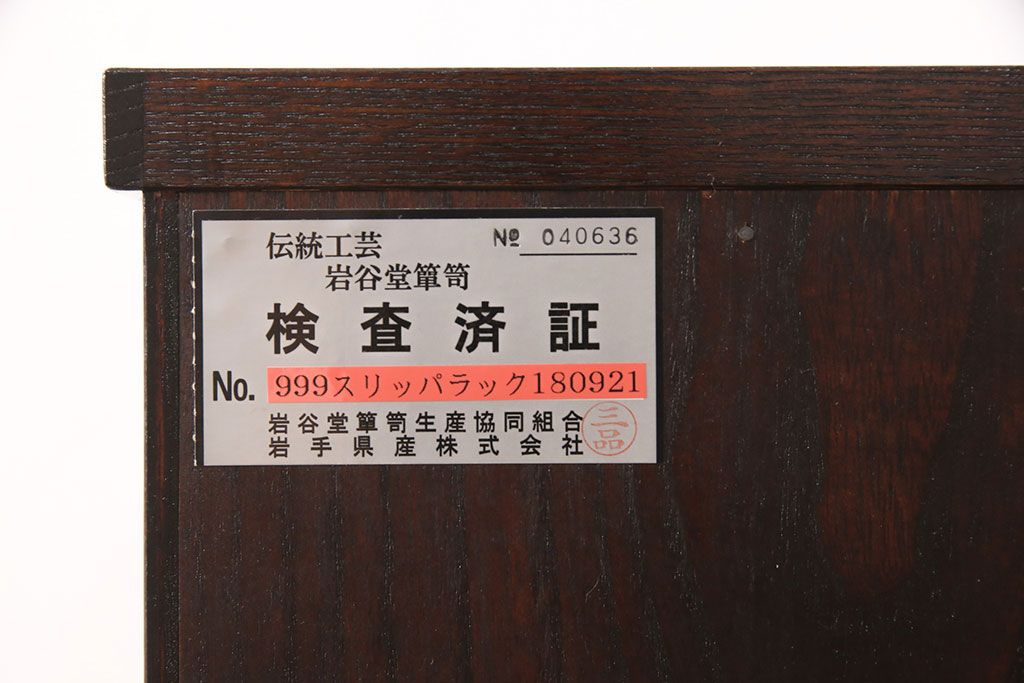 伝統工芸 № 040636
岩谷堂簞笥
検査済証
No. 999スリッパラック180921
岩谷堂簞笥生産協同組合
岩手県産株式会社
三品